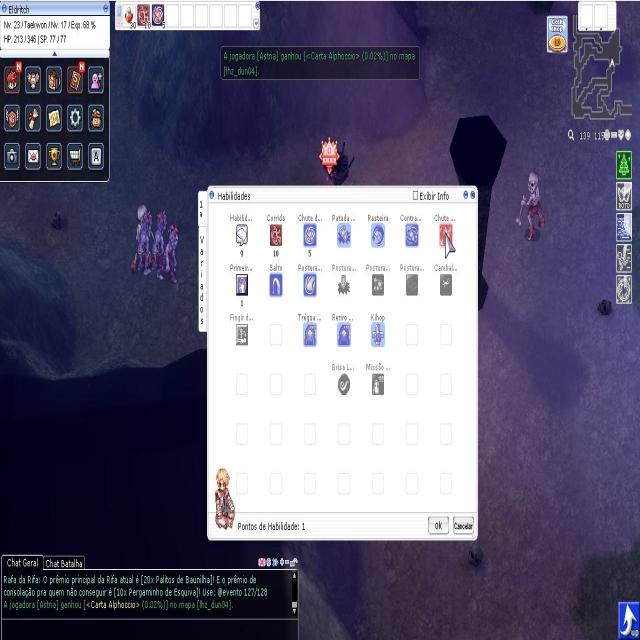 Eldritch
Nv. 23 / Taekwon / Nv. 17 / Exp. 68 %
HP. 213 / 346 | SP. 77 / 77
A jogadora [Astria] ganhou [<Carta Alphoccio> (0.02%)] no mapa
[lhz_dun04].
139 115
Habilidades
Exibir Info
1ª
Variados
Habilid... Corrida Chute d... Patada ... Rasteira Contra... Chute ...
9 10 5
Primeir... Salto Postura... Postura... Postura... Postura... Cambal...
1
Fingir d... Trégua ... Retiro ... Kihop
Brisa L... Missão ...
Pontos de Habilidade: 1
ok
Cancelar
Chat Geral
Chat Batalha
Rafa da Rifa: O prêmio principal da Rifa atual é [20x Palitos de Baunilha]! E o prêmio de
consolação pra quem não conseguir é [10x Pergaminho de Esquiva]! Use: @evento 127/128
A jogadora [Astria] ganhou [<Carta Alphoccio> (0.02%)] no mapa [lhz_dun04].